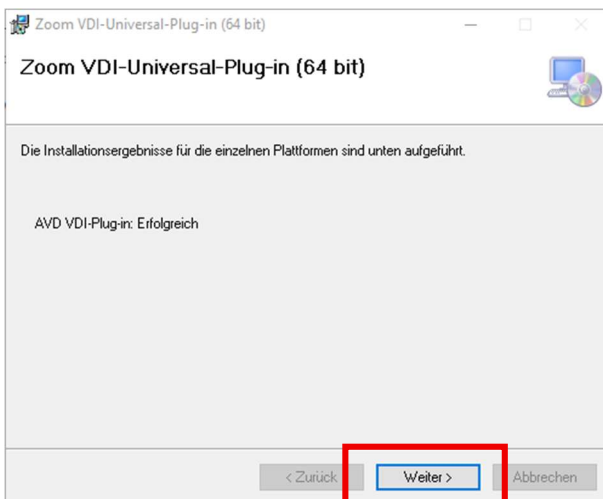 Zoom VDI-Universal-Plug-in (64 bit)
Zoom VDI-Universal-Plug-in (64 bit)
Die Installationsergebnisse für die einzelnen Plattformen sind unten aufgeführt.
AVD VDI-Plug-in: Erfolgreich
< Zurück Weiter > Abbrechen